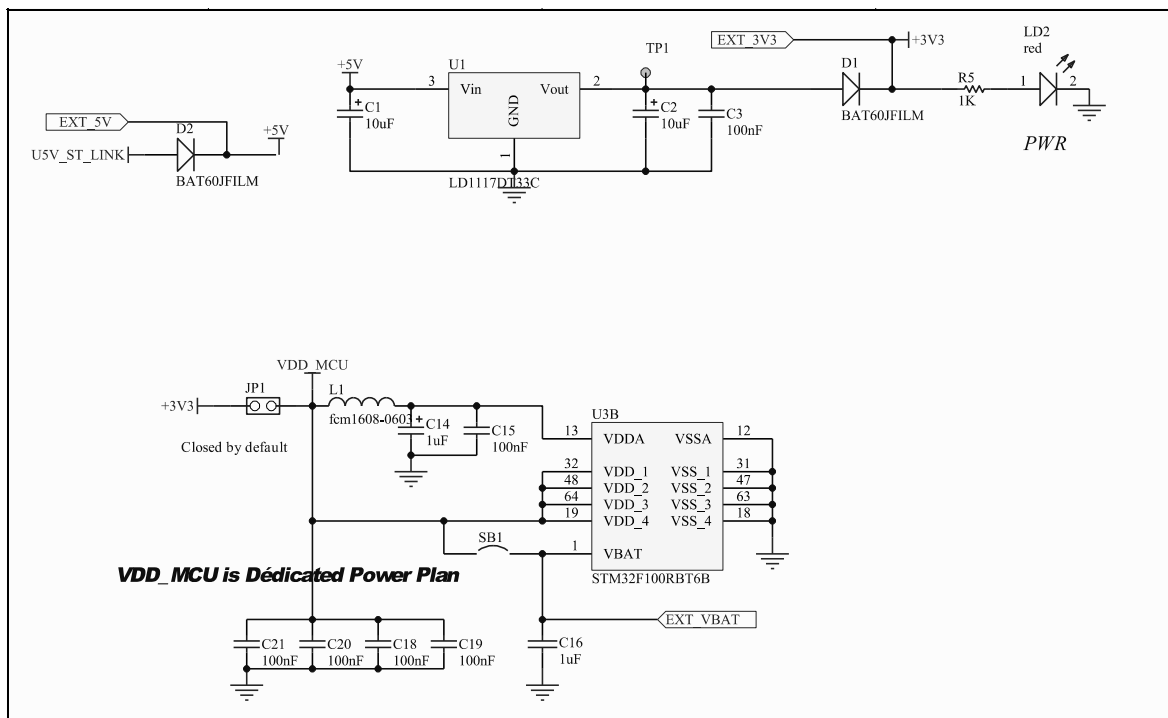 EXT_3V3
+3V3
LD2
red
TP1
+5V
U1
D1
3
Vin
Vout
2
R5
1
2
C1
10uF
GND
C2
10uF
C3
100nF
1K
BAT60JFILM
EXT_5V
D2
+5V
U5V_ST_LINK
PWR
1
BAT60JFILM
LD1117DT33C
VDD_MCU
JP1
L1
+3V3
fcm1608-0603
C14
1uF
C15
100nF
U3B
Closed by default
13
VDDA
VSSA
12
32
VDD_1
VSS_1
31
48
VDD_2
VSS_2
47
64
VDD_3
VSS_3
63
19
VDD_4
VSS_4
18
SB1
1
VBAT
VDD_MCU is Dédicated Power Plan
STM32F100RBT6B
EXT_VBAT
C21
100nF
C20
100nF
C18
100nF
C19
100nF
C16
1uF